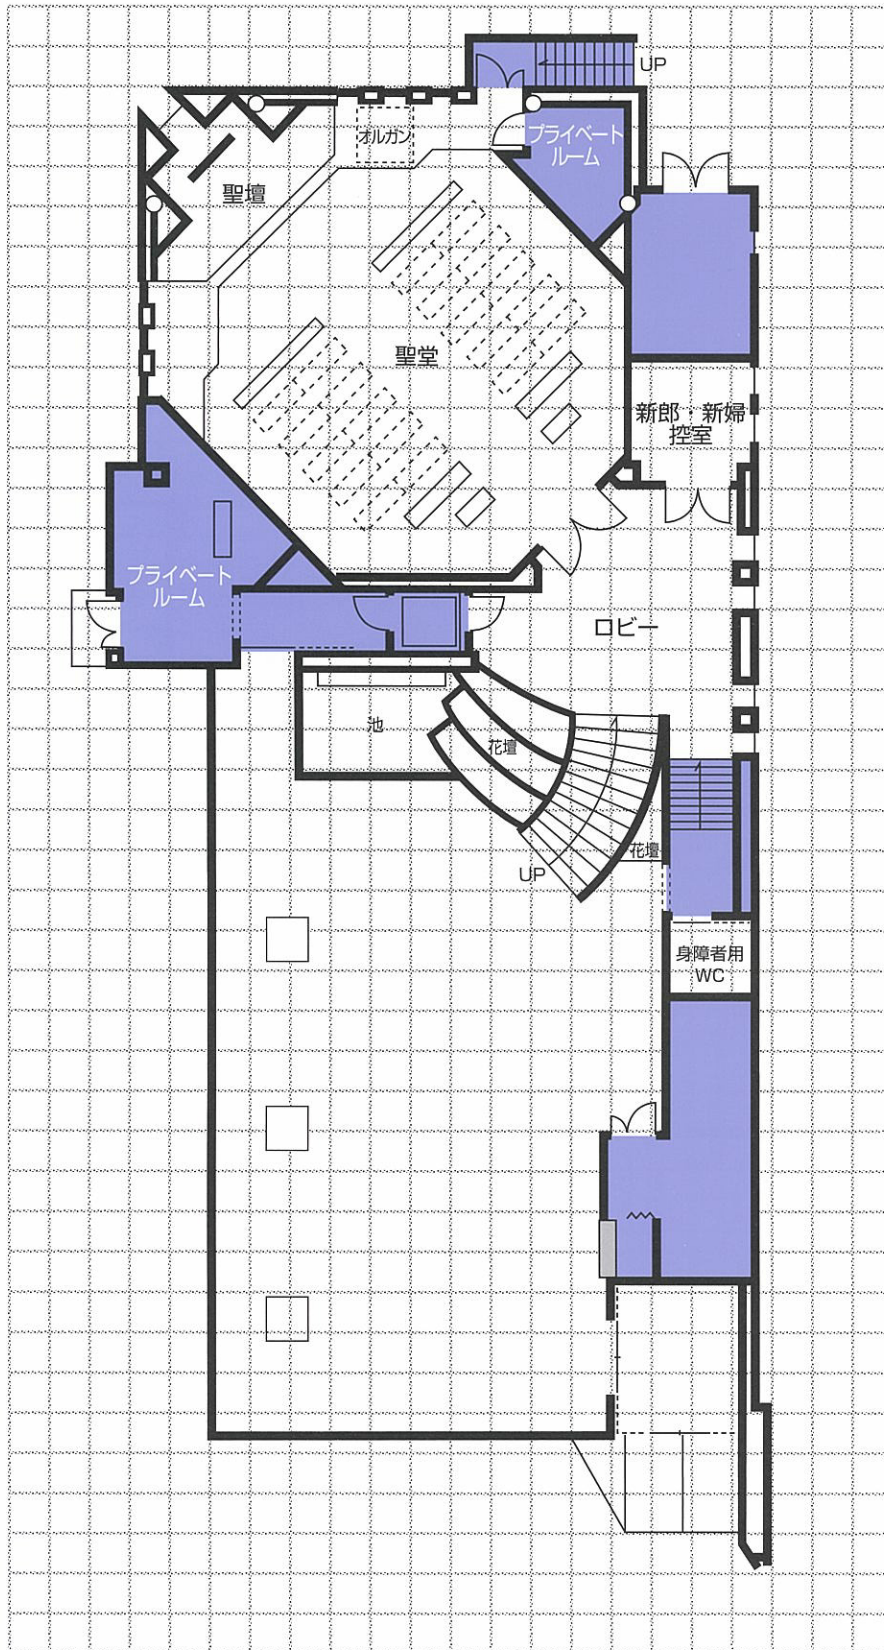 UP
オルガン
プライベート
ルーム
聖壇
聖堂
新郎・新婦
控室
プライベート
ルーム
ロビー
池
花壇
花壇
UP
身障者用
WC